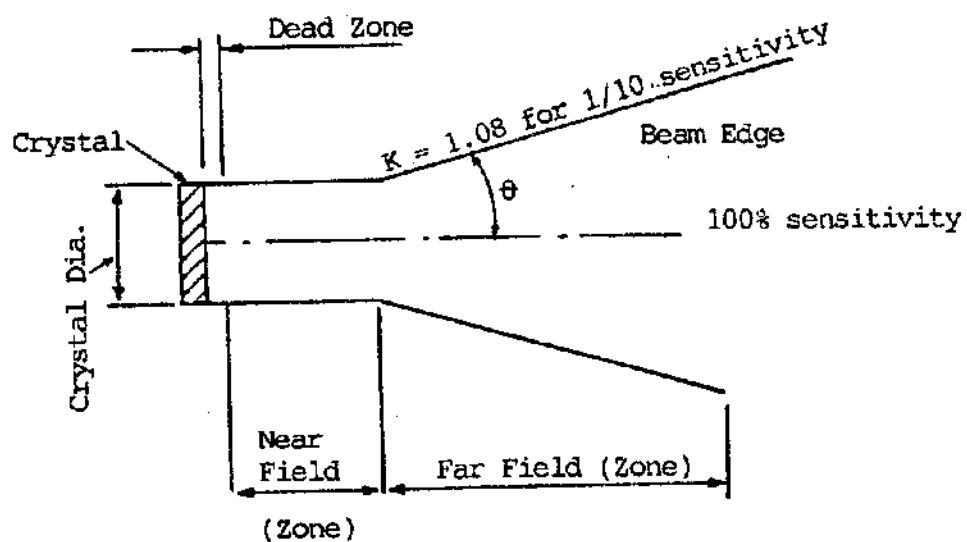 Dead Zone
K = 1.08 for 1/10 sensitivity
Crystal
Beam Edge
θ
100% sensitivity
Crystal Dia.
Near
Field
(Zone)
Far Field (Zone)